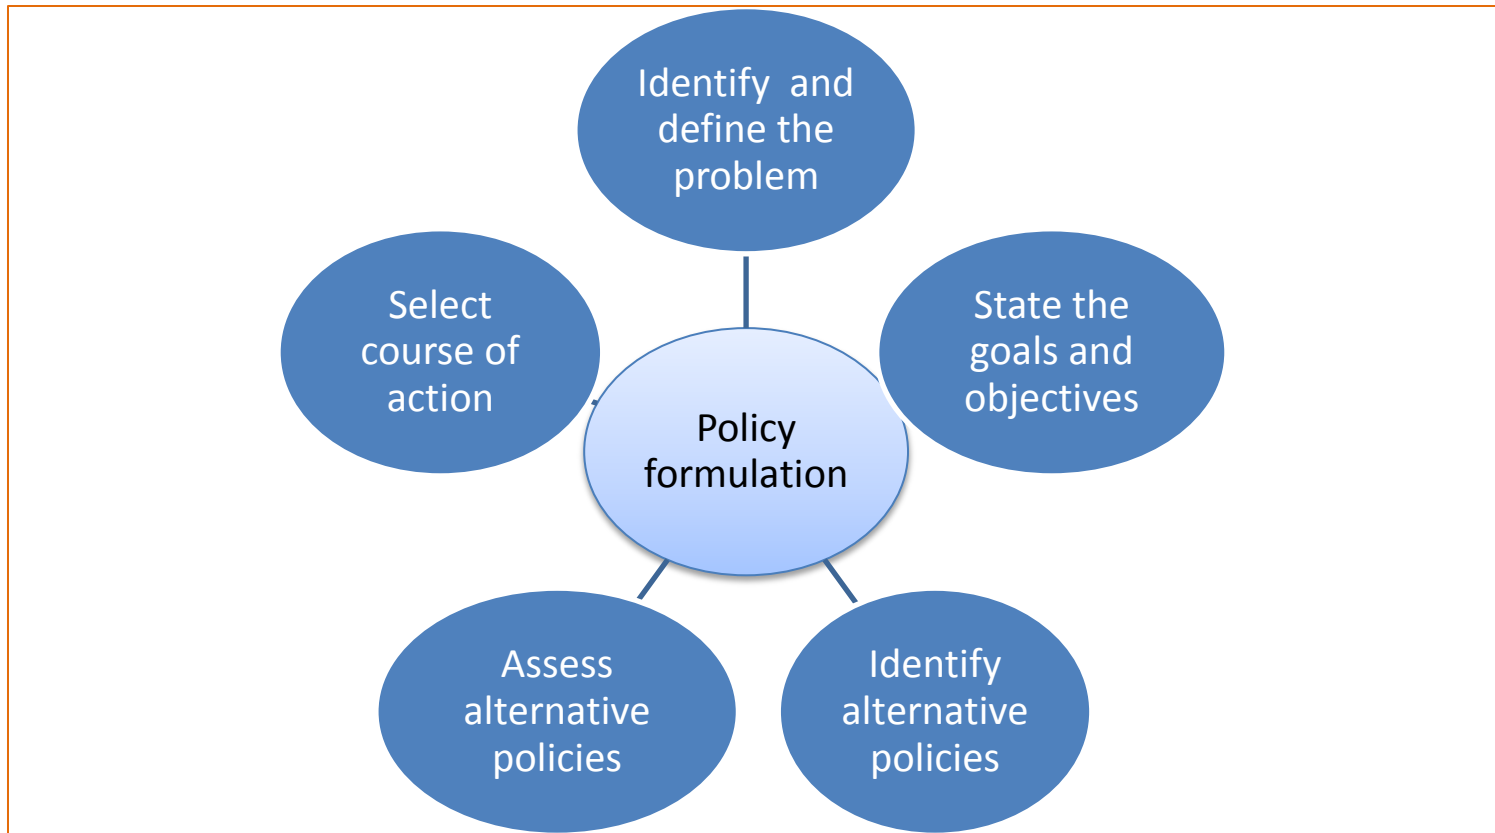 Identify  and
define the
problem
State the
goals and
objectives
Identify
alternative
policies
Assess
alternative
policies
Select
course of
action
Policy
formulation